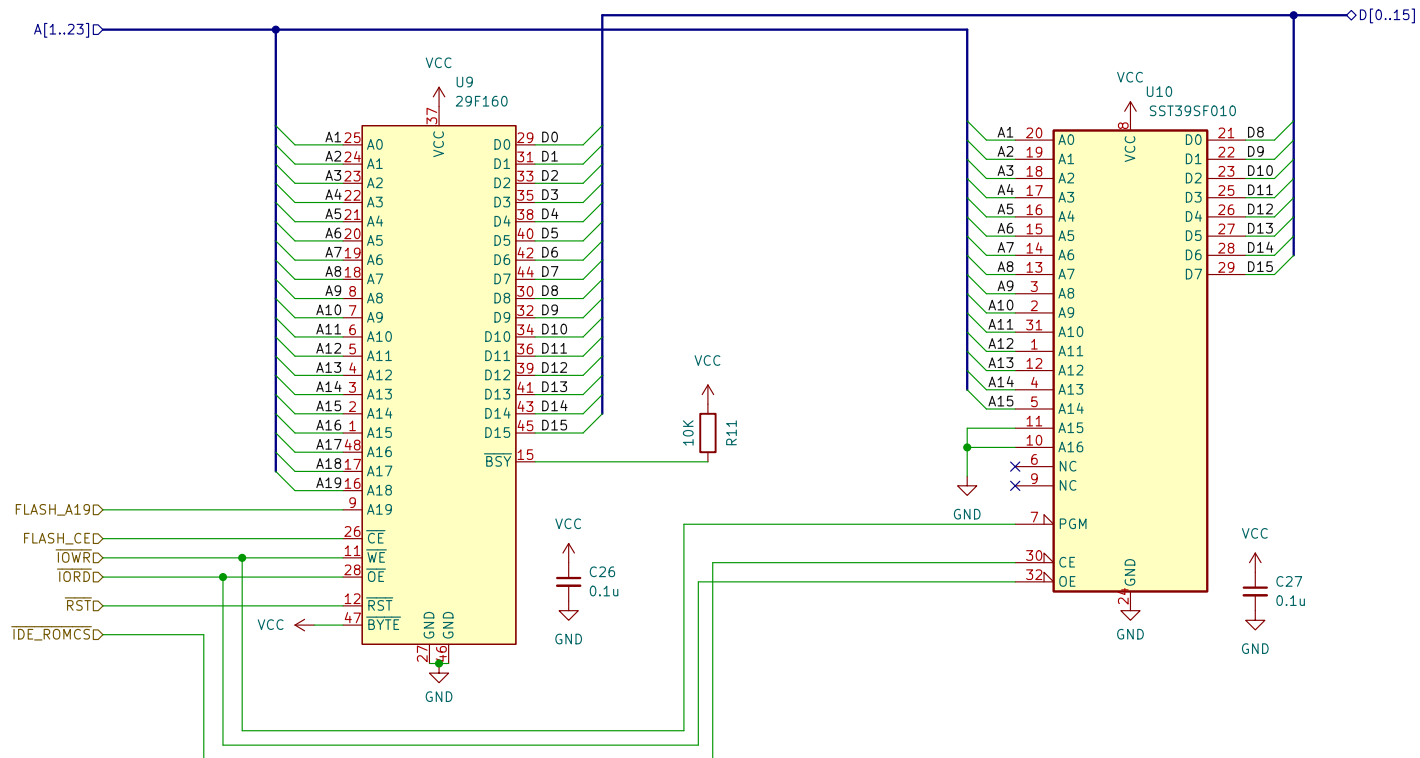 A[1..23]
D[0..15]
VCC
U9
29F160
37
VCC
A1 25 A0
A2 24 A1
A3 23 A2
A4 22 A3
A5 21 A4
A6 20 A5
A7 19 A6
A8 18 A7
A9 8 A8
A10 7 A9
A11 6 A10
A12 5 A11
A13 4 A12
A14 3 A13
A15 2 A14
A16 1 A15
A17 48 A16
A18 17 A17
A19 16 A18
FLASH_A19 9 A19
FLASH_CE 26 CE
IOWR 11 WE
IORD 28 OE
RST 12 RST
VCC 47 BYTE
IDE_ROMCS
D0 29 D0
D1 31 D1
D2 33 D2
D3 35 D3
D4 38 D4
D5 40 D5
D6 42 D6
D7 44 D7
D8 30 D8
D9 32 D9
D10 34 D10
D11 36 D11
D12 39 D12
D13 41 D13
D14 43 D14
D15 45 D15
BSY 15
GND GND
27 46
GND
VCC
10K R11
VCC
C26
0.1u
GND
VCC
U10
SST39SF010
8
VCC
A1 20 A0
A2 19 A1
A3 18 A2
A4 17 A3
A5 16 A4
A6 15 A5
A7 14 A6
A8 13 A7
A9 3 A8
A10 2 A9
A11 31 A10
A12 1 A11
A13 12 A12
A14 4 A13
A15 5 A14
11 A15
10 A16
6 NC
9 NC
GND
7 PGM
30 CE
32 OE
D0 21 D8
D1 22 D9
D2 23 D10
D3 25 D11
D4 26 D12
D5 27 D13
D6 28 D14
D7 29 D15
GND
24
GND
VCC
C27
0.1u
GND